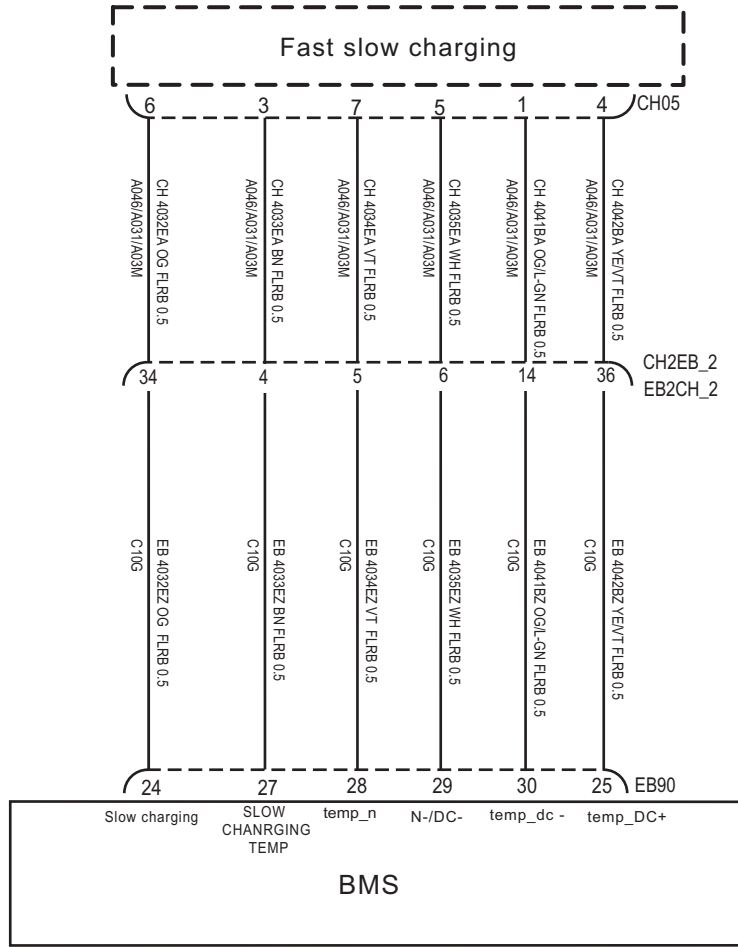 Fast slow charging
6 3 7 5 1 4 CH05
A046/A031/A03M
CH 4032EA OG FLRB 0.5
A046/A031/A03M
CH 4033EA BN FLRB 0.5
A046/A031/A03M
CH 4034EA VT FLRB 0.5
A046/A031/A03M
CH 4035EA WH FLRB 0.5
A046/A031/A03M
CH 4041BA OG/L-GN FLRB 0.5
A046/A031/A03M
CH 4042BA YE/VT FLRB 0.5
CH2EB_2
34 4 5 6 14 36
EB2CH_2
C10G
EB 4032EZ OG FLRB 0.5
C10G
EB 4033EZ BN FLRB 0.5
C10G
EB 4034EZ VT FLRB 0.5
C10G
EB 4035EZ WH FLRB 0.5
C10G
EB 4041BZ OG/L-GN FLRB 0.5
C10G
EB 4042BZ YE/VT FLRB 0.5
24 27 28 29 30 25 EB90
Slow charging
SLOW
CHANRGING
TEMP
temp_n
N-/DC-
temp_dc -
temp_DC+
BMS